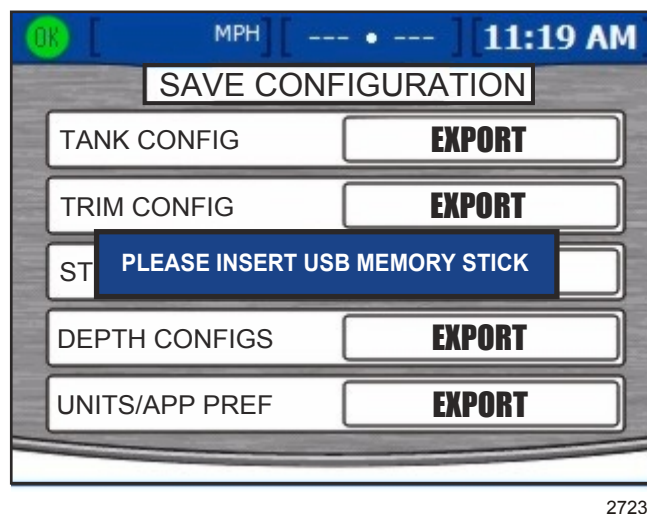 OK [ MPH ] [ --- • --- ] [ 11:19 AM ]
SAVE CONFIGURATION
TANK CONFIG EXPORT
TRIM CONFIG EXPORT
PLEASE INSERT USB MEMORY STICK
DEPTH CONFIGS EXPORT
UNITS/APP PREF EXPORT
2723